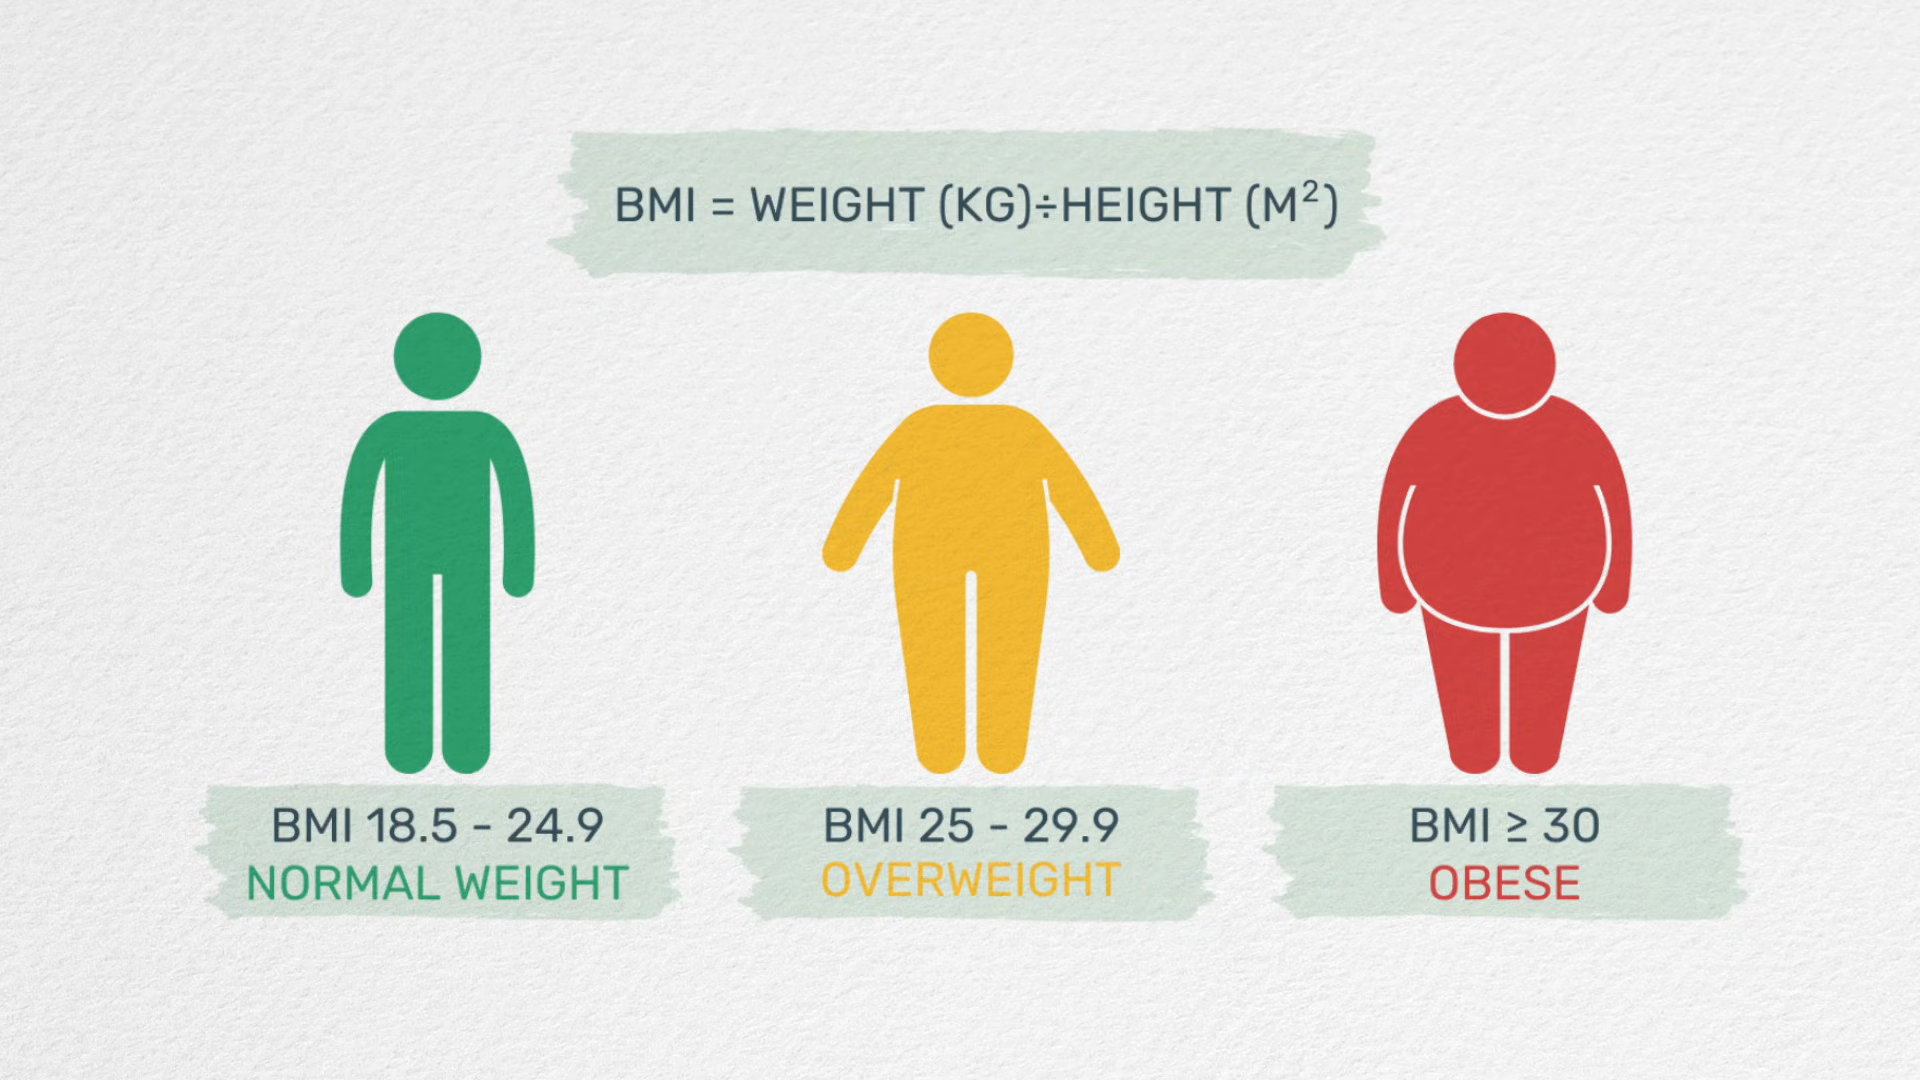 BMI = WEIGHT (KG)÷HEIGHT (M²)
BMI 18.5 - 24.9
NORMAL WEIGHT
BMI 25 - 29.9
OVERWEIGHT
BMI ≥ 30
OBESE